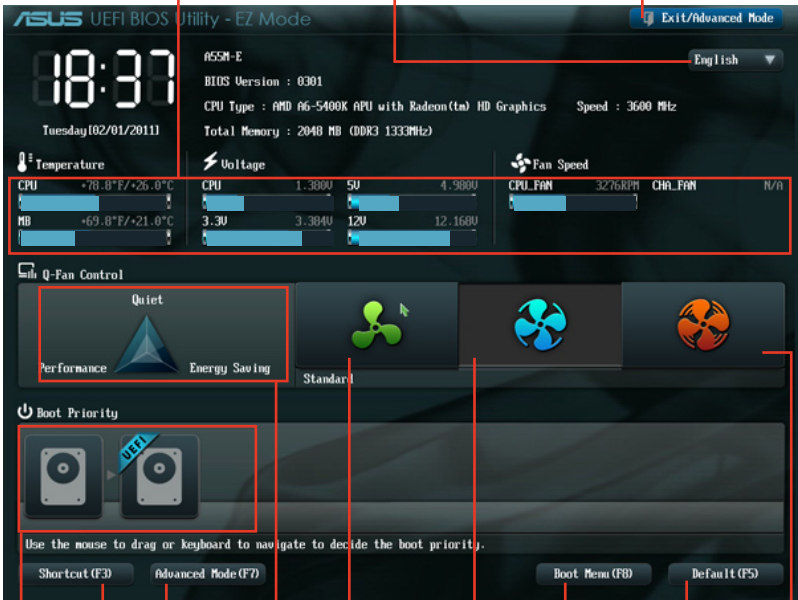 ASUS UEFI BIOS Utility - EZ Mode
Exit/Advanced Mode
English
18:37
Tuesday[02/01/2011]
A55M-E
BIOS Version : 0301
CPU Type : AMD A6-5400K APU with Radeon(tm) HD Graphics Speed : 3600 MHz
Total Memory : 2048 MB (DDR3 1333MHz)
Temperature
CPU +78.8°F/+26.0°C
MB +69.8°F/+21.0°C
Voltage
CPU 1.380V 5V 4.980V
3.3V 3.384V 12V 12.168V
Fan Speed
CPU_FAN 3276RPM CHA_FAN N/A
Q-Fan Control
Quiet
Performance
Energy Saving
Standard
Boot Priority
UEFI
Use the mouse to drag or keyboard to navigate to decide the boot priority.
Shortcut(F3)
Advanced Mode(F7)
Boot Menu(F8)
Default(F5)